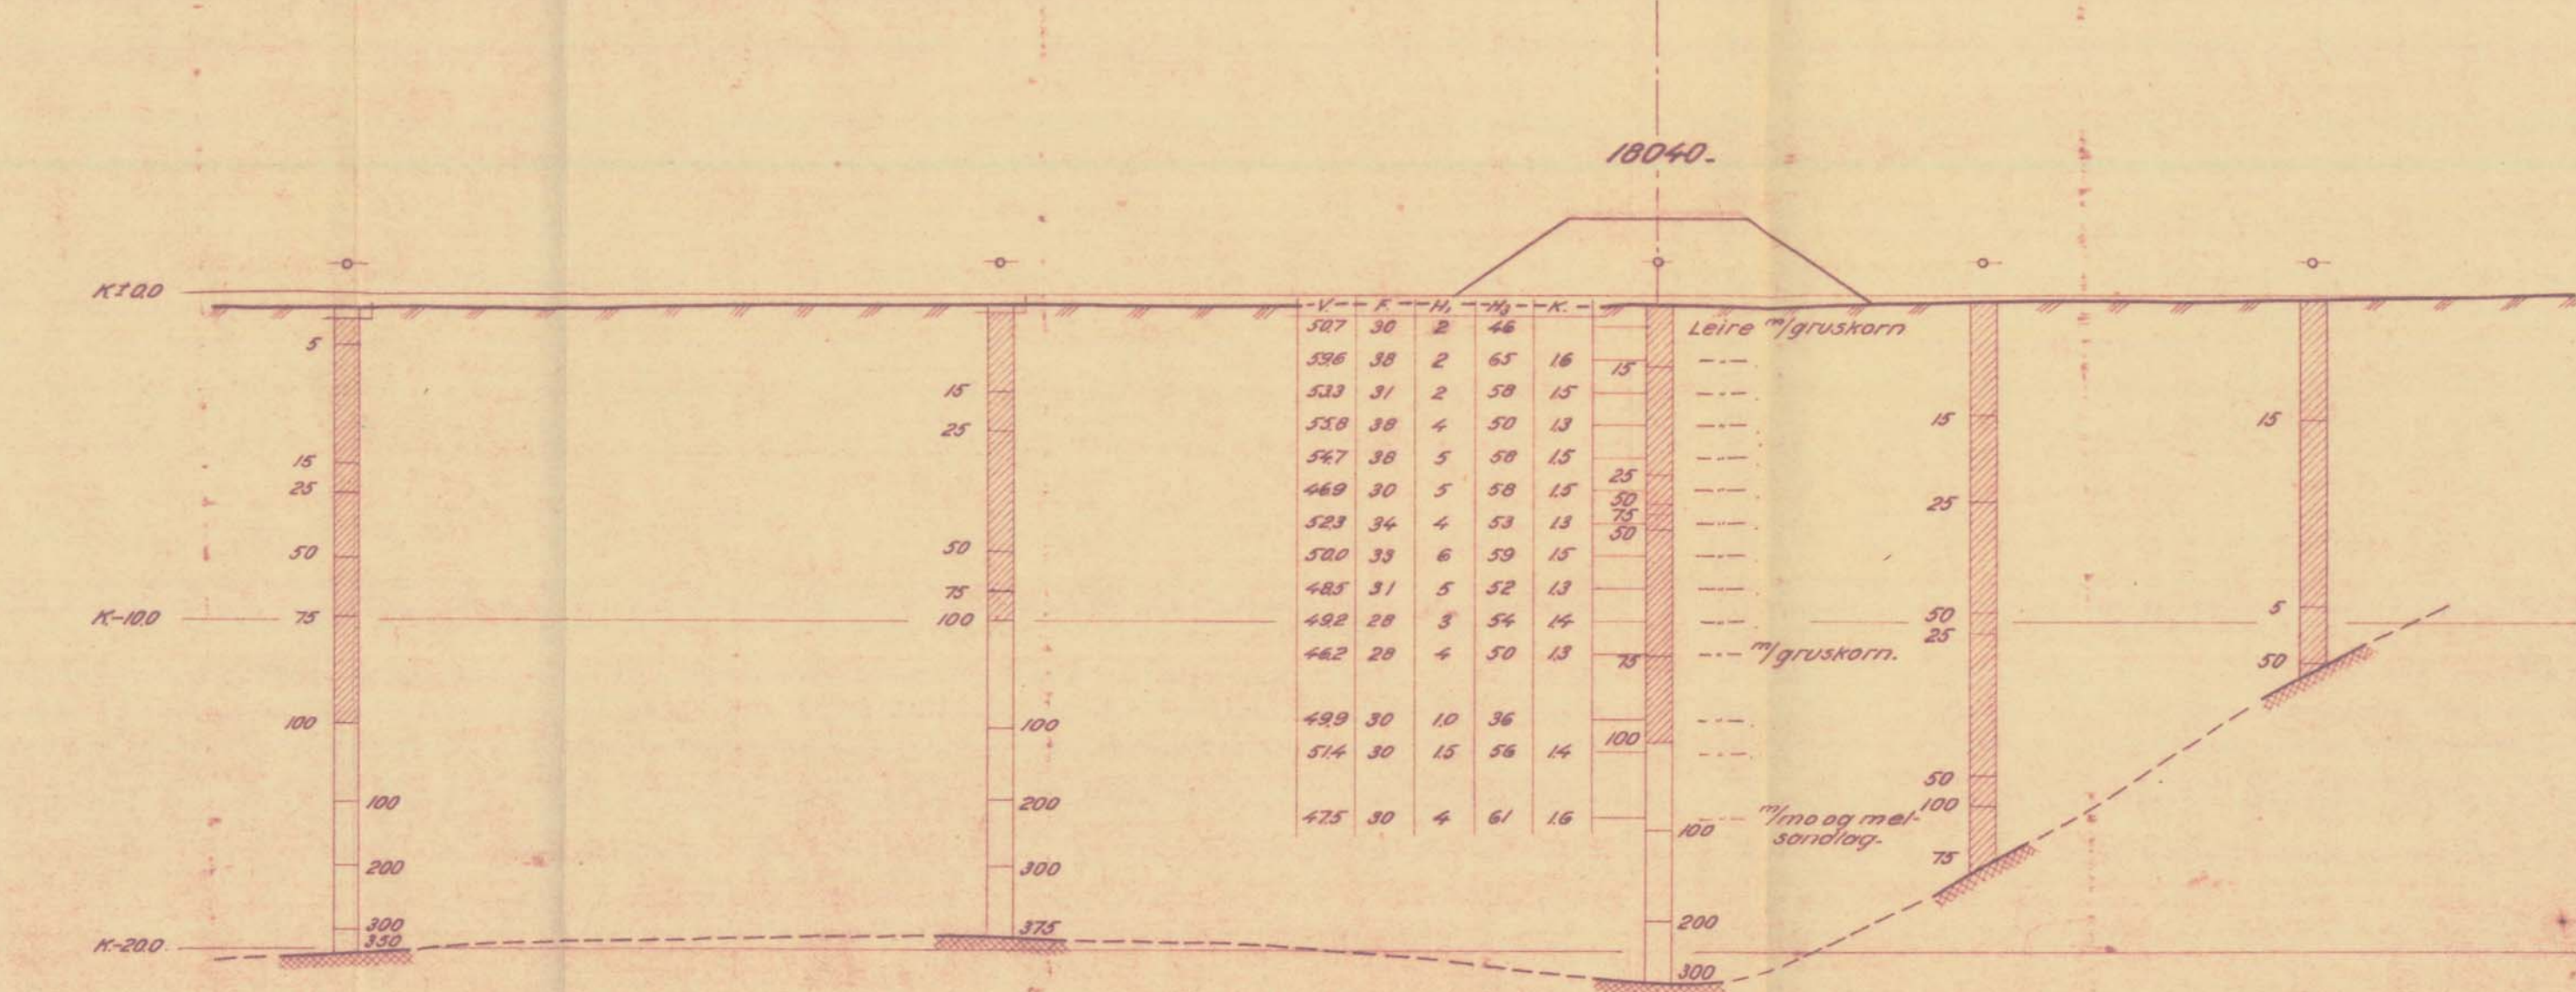 18040.
K±0.0
V. F. H₁ H₃ K.
50.7 30 2 46
Leire m/gruskorn
59.6 38 2 65 1.6
15
-·-
53.3 31 2 58 1.5
-·-
55.8 38 4 50 1.3
-·-
54.7 38 5 58 1.5
-·-
46.9 30 5 58 1.5
-·-
52.3 34 4 53 1.3
-·-
50.0 33 6 59 1.5
-·-
48.5 31 5 52 1.3
-·-
49.2 28 3 54 1.4
-·-
46.2 28 4 50 1.3
-·- m/gruskorn.
49.9 30 1.0 36
-·-
51.4 30 1.5 56 1.4
-·-
47.5 30 4 61 1.6
m/mo og mel-
sandlag-
5
15
25
50
K-10.0
75
100
100
200
300
350
K-20.0
15
25
50
75
100
100
200
300
375
25
50
75
50
75
100
100
200
300
15
25
50
25
50
100
75
15
5
50